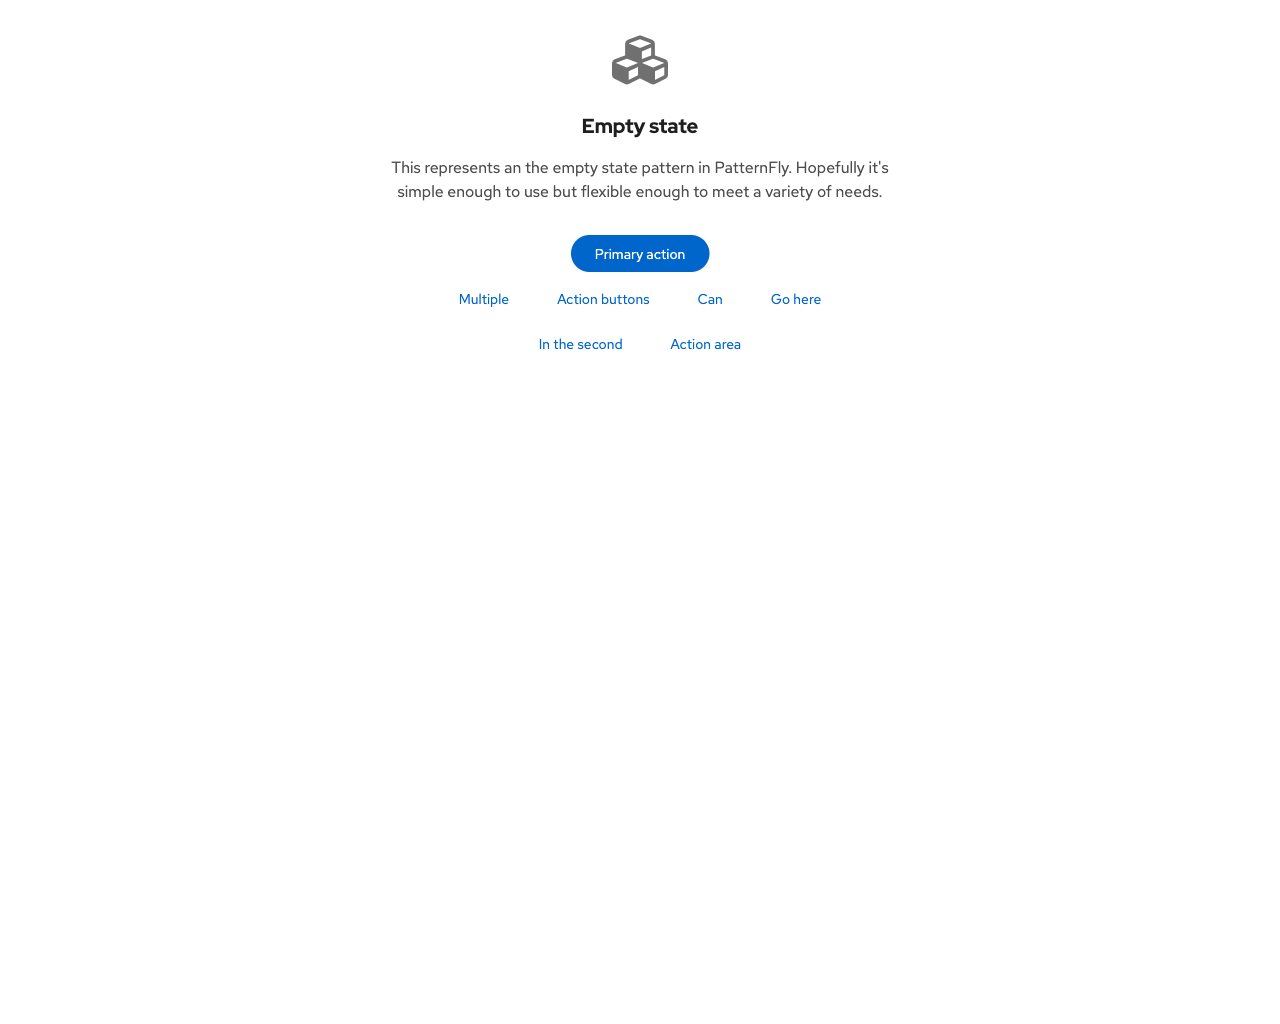 Empty state
This represents an the empty state pattern in PatternFly. Hopefully it's
simple enough to use but flexible enough to meet a variety of needs.
Primary action
Multiple Action buttons Can Go here
In the second Action area